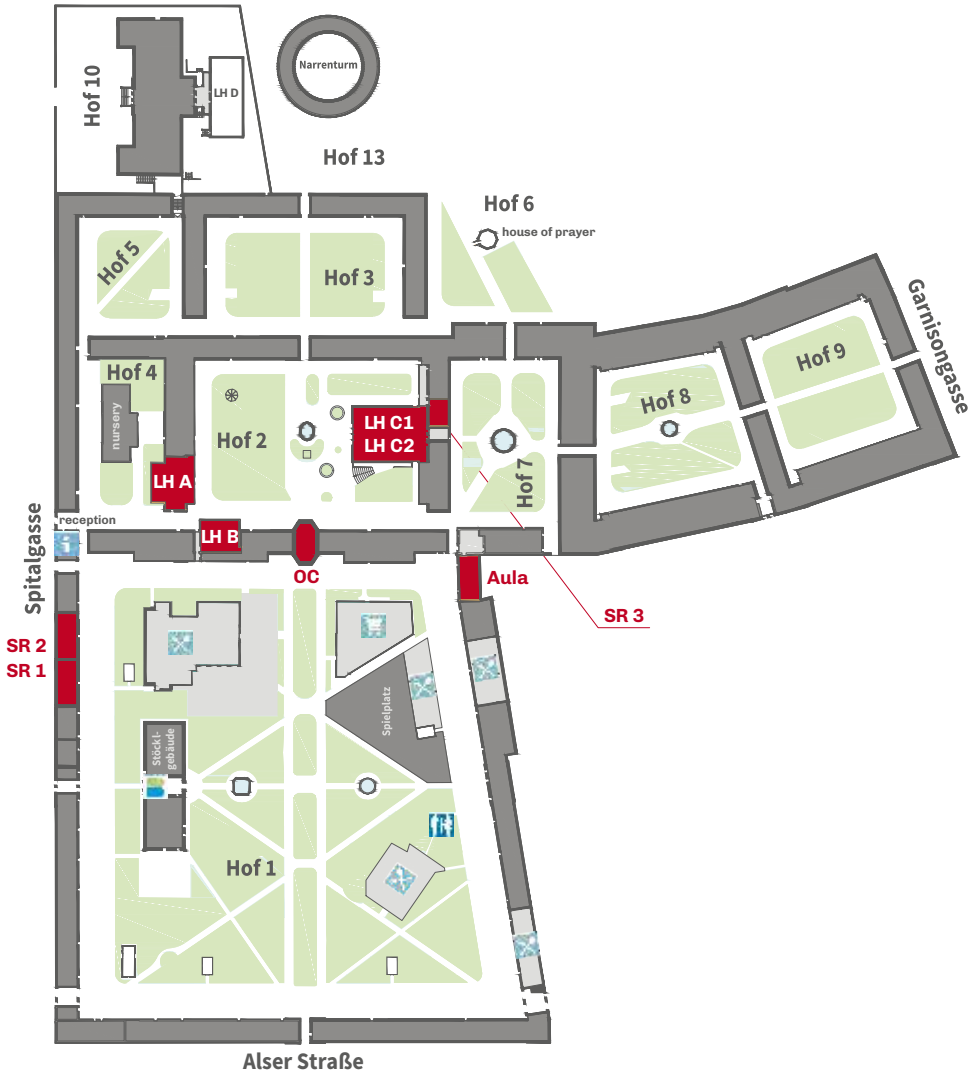 Narrenturm
Hof 10
LH D
Hof 13
Hof 6
house of prayer
Hof 5
Hof 3
Garnisongasse
Hof 9
Hof 4
Hof 8
nursery
LH C1
LH C2
Hof 2
Hof 7
LH A
Spitalgasse
reception
i
LH B
OC
Aula
SR 3
SR 2
SR 1
Spielplatz
Stöckl-
gebäude
Hof 1
Alser Straße